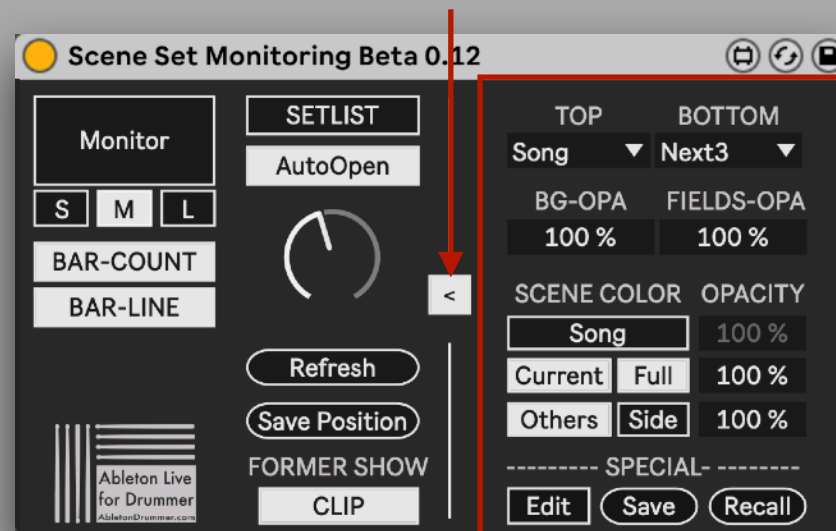 Scene Set Monitoring Beta 0.12
Monitor
S M L
BAR-COUNT
BAR-LINE
Ableton Live
for Drummer
AbletonDrummer.com
SETLIST
AutoOpen
Refresh
Save Position
FORMER SHOW
CLIP
<
TOP BOTTOM
Song Next3
BG-OPA FIELDS-OPA
100 % 100 %
SCENE COLOR OPACITY
Song 100 %
Current Full 100 %
Others Side 100 %
-------- SPECIAL- --------
Edit Save Recall